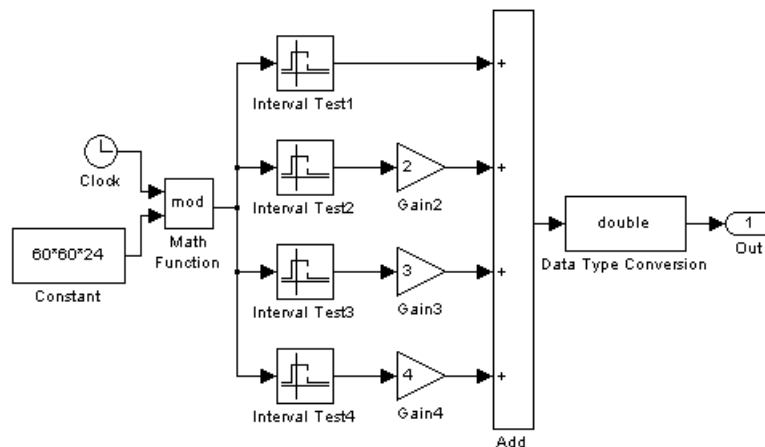 Interval Test1
+
Clock
mod
Math
Function
60*60*24
Constant
Interval Test2
2
Gain2
+
Interval Test3
3
Gain3
+
Interval Test4
4
Gain4
+
Add
double
Data Type Conversion
1
Out